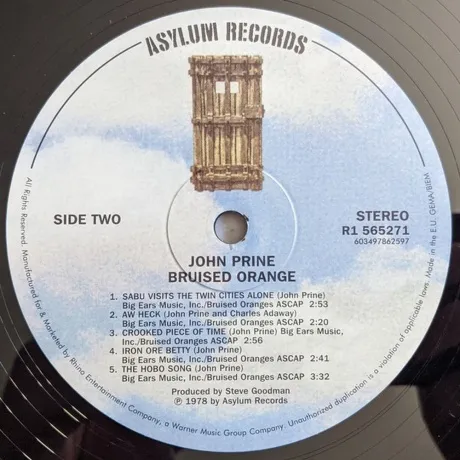 ASYLUM RECORDS
SIDE TWO
STEREO
R1 565271
603497862597
JOHN PRINE
BRUISED ORANGE
1. SABU VISITS THE TWIN CITIES ALONE (John Prine)
Big Ears Music, Inc./Bruised Oranges ASCAP 2:53
2. AW HECK (John Prine and Charles Adaway)
Big Ears Music, Inc./Bruised Oranges ASCAP 2:20
3. CROOKED PIECE OF TIME (John Prine) Big Ears Music,
Inc./Bruised Oranges ASCAP 2:56
4. IRON ORE BETTY (John Prine)
Big Ears Music, Inc./Bruised Oranges ASCAP 2:41
5. THE HOBO SONG (John Prine)
Big Ears Music, Inc./Bruised Oranges ASCAP 3:32
Produced by Steve Goodman
℗ 1978 by Asylum Records
All Rights Reserved. Manufactured for & Marketed by Rhino Entertainment Company, a Warner Music Group Company. Unauthorized duplication is a violation of applicable laws. Made in the E.U. GEMA/BIEM